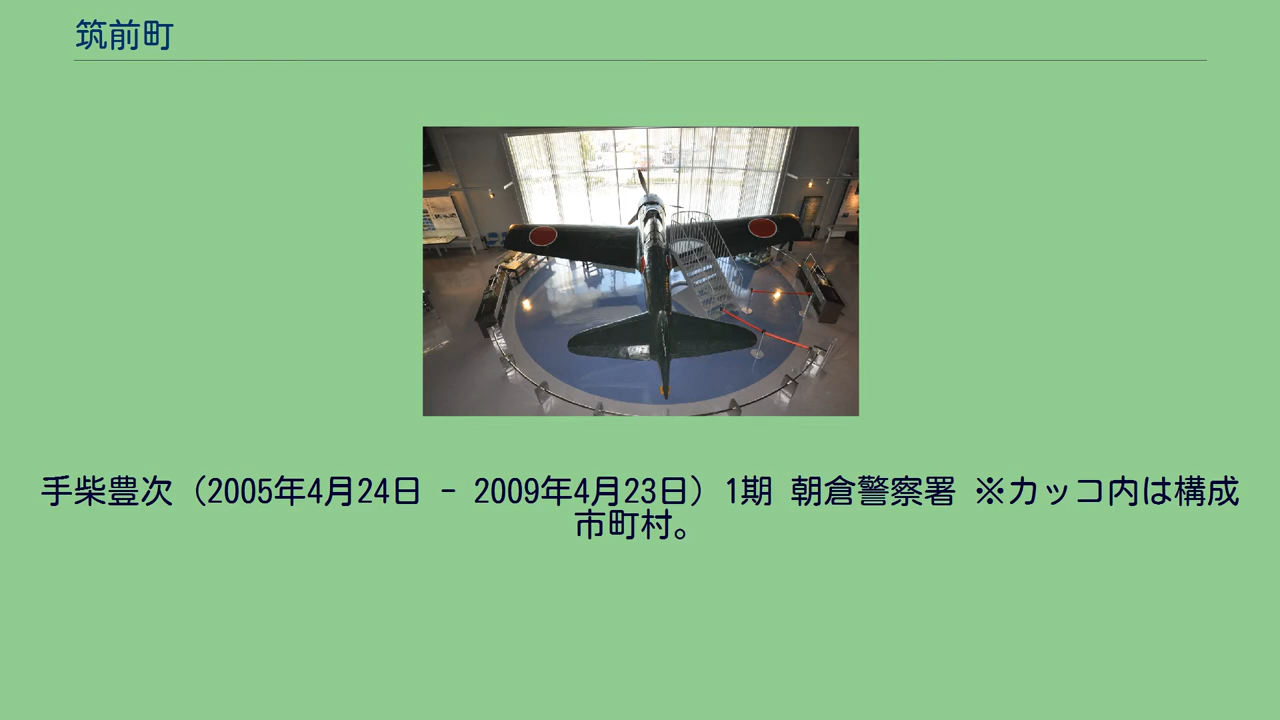 筑前町
手柴豊次（2005年4月24日 - 2009年4月23日）1期 朝倉警察署 ※カッコ内は構成
市町村。